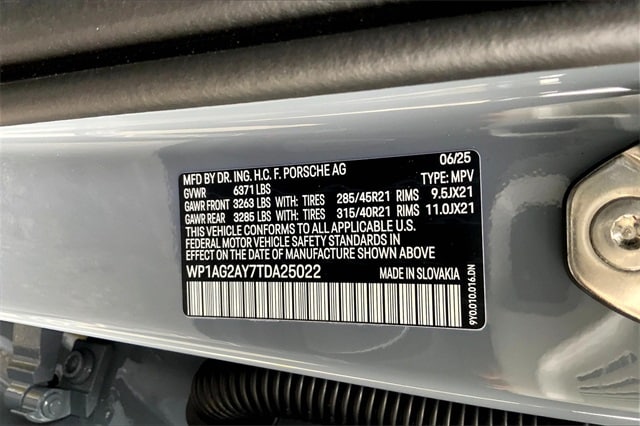 MFD BY DR. ING. H.C. F. PORSCHE AG 06/25
GVWR 6371 LBS TYPE: MPV
GAWR FRONT 3263 LBS WITH: TIRES 285/45R21 RIMS 9.5JX21
GAWR REAR 3285 LBS WITH: TIRES 315/40R21 RIMS 11.0JX21
THIS VEHICLE CONFORMS TO ALL APPLICABLE U.S.
FEDERAL MOTOR VEHICLE SAFETY STANDARDS IN
EFFECT ON THE DATE OF MANUFACTURE SHOWN ABOVE
WP1AG2AY7TDA25022 MADE IN SLOVAKIA
9Y0.010.016.DN